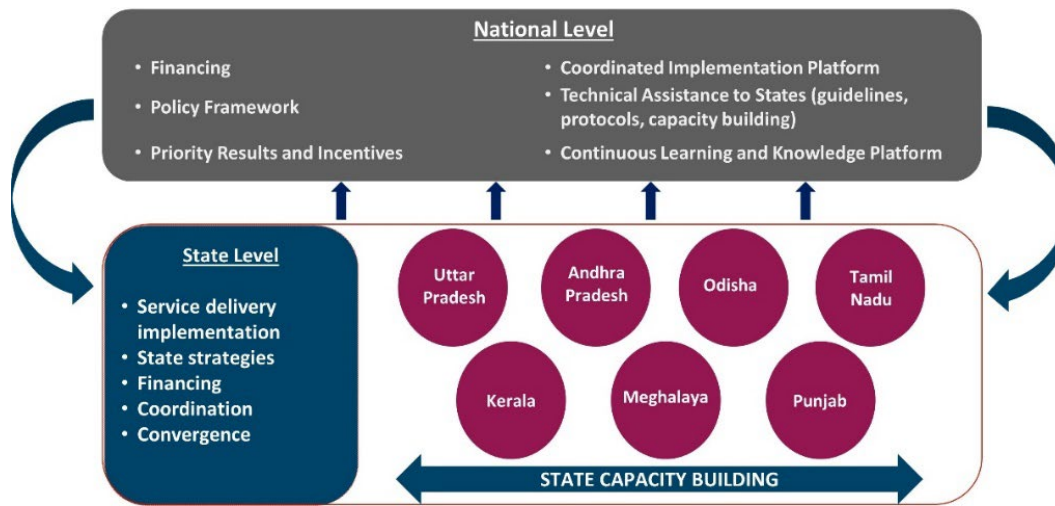 National Level
• Financing
• Policy Framework
• Priority Results and Incentives
• Coordinated Implementation Platform
• Technical Assistance to States (guidelines,
protocols, capacity building)
• Continuous Learning and Knowledge Platform
State Level
• Service delivery
implementation
• State strategies
• Financing
• Coordination
• Convergence
Uttar
Pradesh
Andhra
Pradesh
Odisha
Tamil
Nadu
Kerala
Meghalaya
Punjab
STATE CAPACITY BUILDING